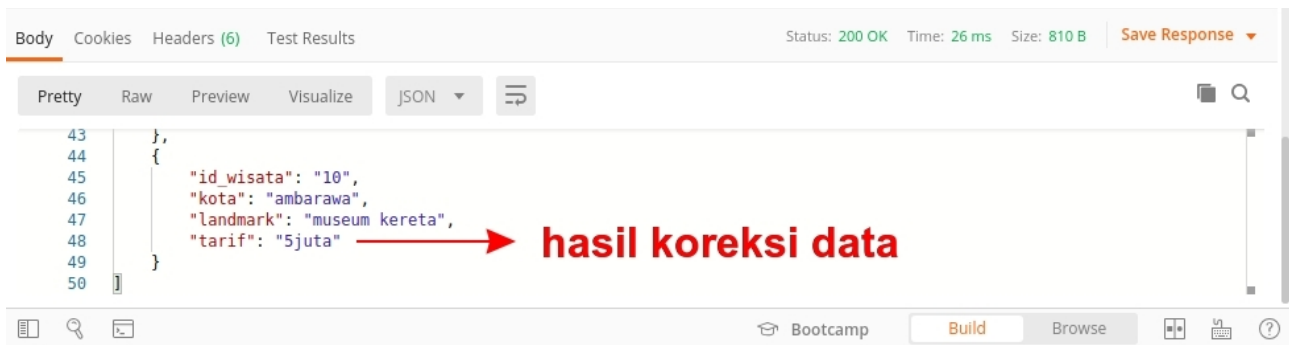 Body Cookies Headers (6) Test Results Status: 200 OK Time: 26 ms Size: 810 B Save Response
Pretty Raw Preview Visualize JSON
43 },
44 {
45 "id_wisata": "10",
46 "kota": "ambarawa",
47 "landmark": "museum kereta",
48 "tarif": "5juta" hasil koreksi data
49 }
50 ]
Bootcamp Build Browse